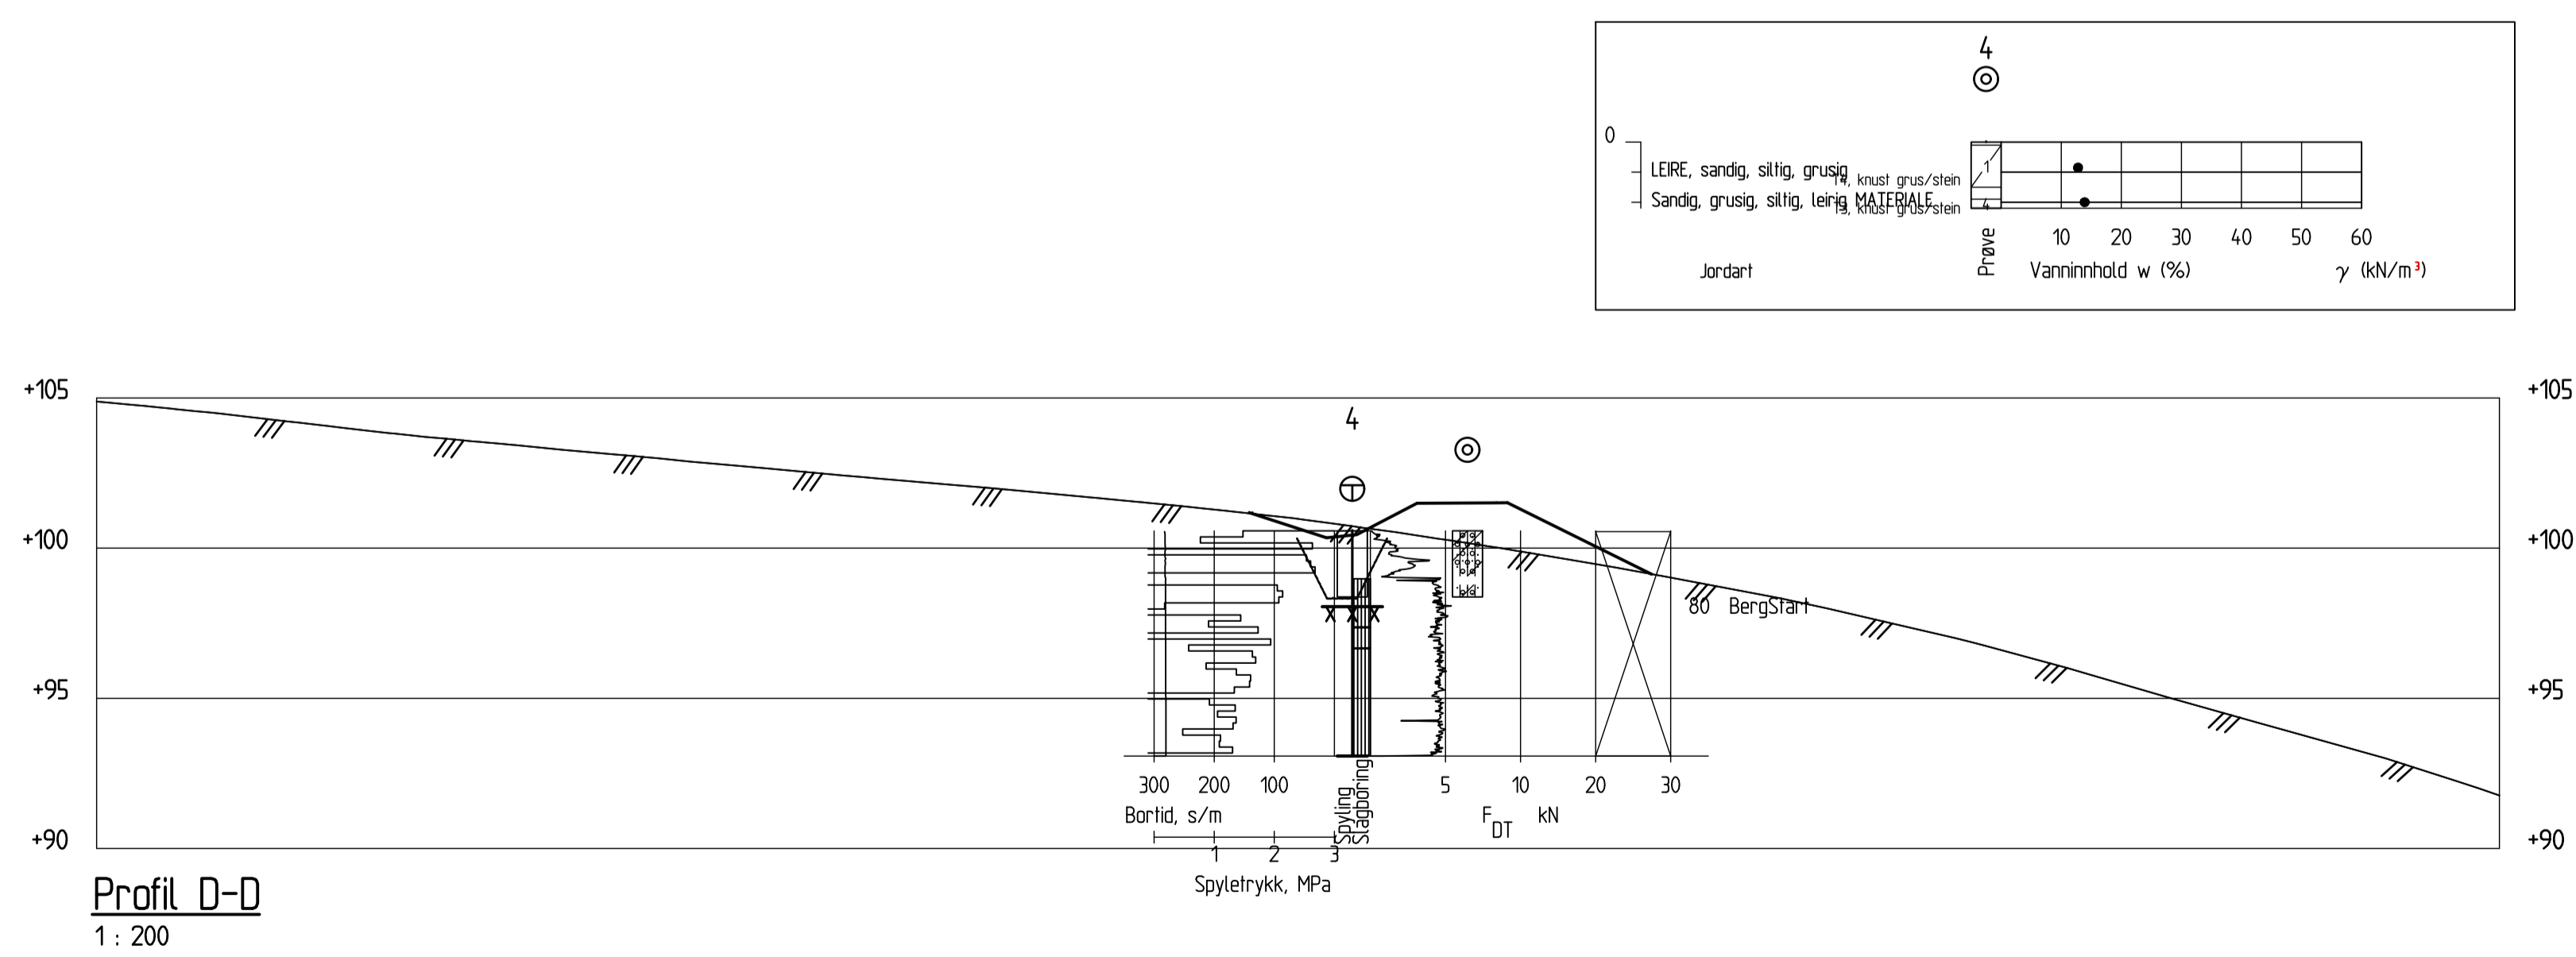 4
0
LEIRE, sandig, siltig, grusig
T4, knust grus/stein
1
Sandig, grusig, siltig, leirig MATERIALE
T3, knust grus/stein
4
Prøve
10 20 30 40 50 60
Jordart
Vanninnhold w (%)
γ (kN/m³)
+105 +105
4
T
+100 +100
80 BergStart
+95 +95
300 200 100 5 10 20 30
Bortid, s/m
Spyling
Slagboring
F DT kN
+90 +90
1 2 3
Spyletrykk, MPa
Profil D-D
1 : 200